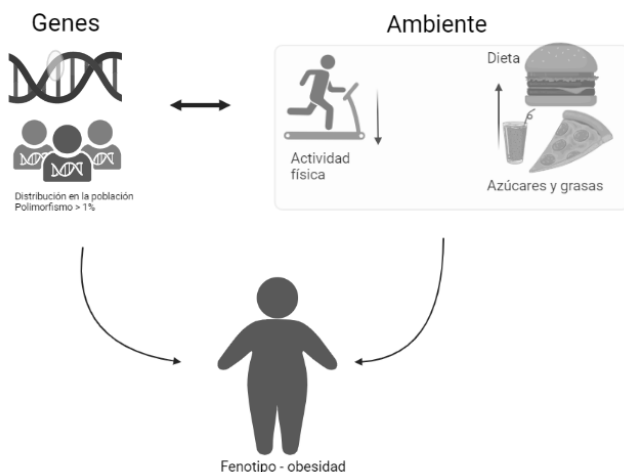 Genes
Distribución en la población
Polimorfismo > 1%
Ambiente
Actividad
física
Dieta
Azúcares y grasas
Fenotipo - obesidad